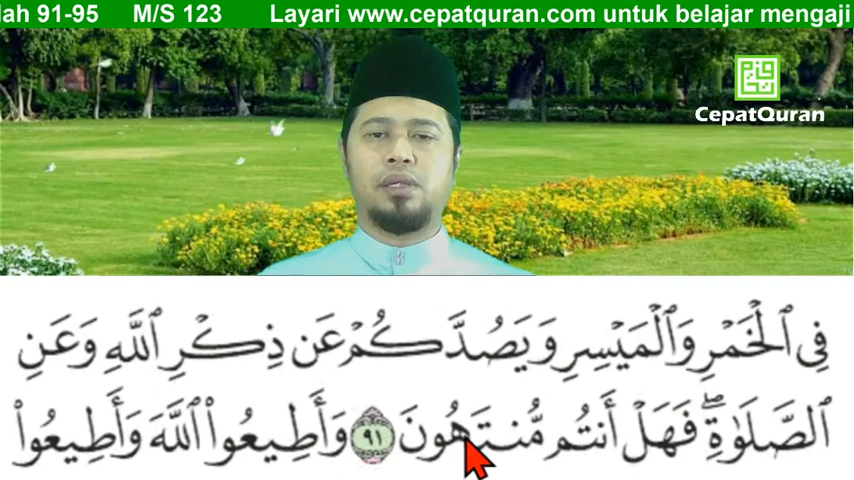 lah 91-95 M/S 123 Layari www.cepatquran.com untuk belajar mengaji
CepatQuran
فِي ٱلْخَمْرِ وَٱلْمَيْسِرِ وَيَصُدَّكُمْ عَن ذِكْرِ ٱللَّهِ وَعَنِ
ٱلصَّلَوٰةِۖ فَهَلْ أَنتُم مُّنتَهُونَ ٩١ وَأَطِيعُوا۟ ٱللَّهَ وَأَطِيعُوا۟